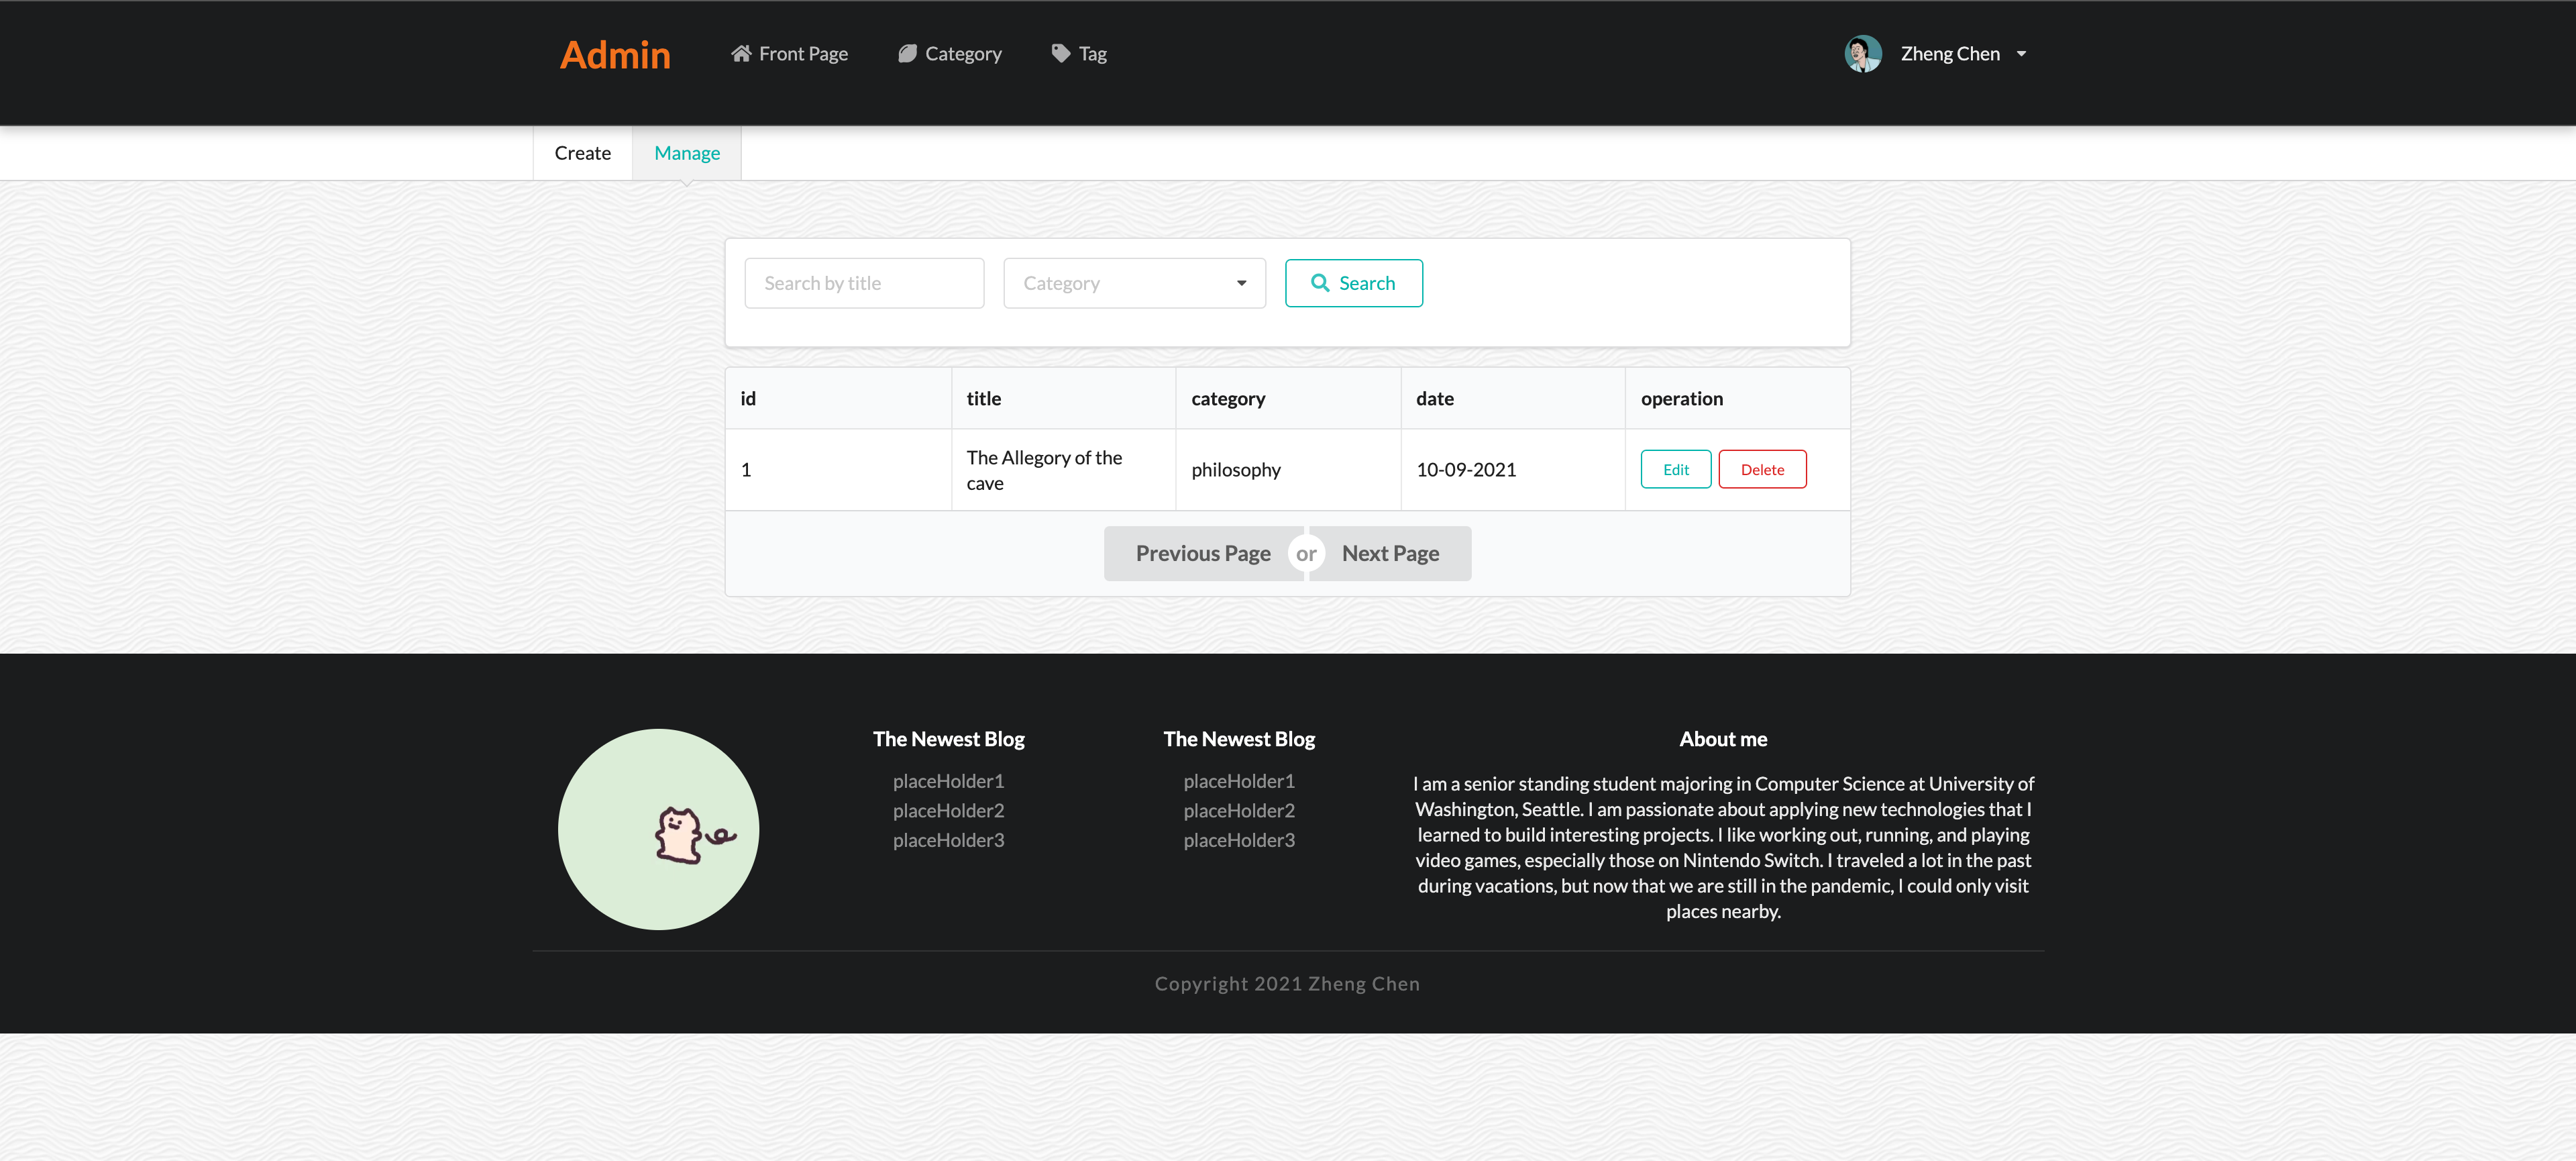 Admin
Front Page
Category
Tag
Zheng Chen
Create
Manage
Search by title
Category
Search
id
title
category
date
operation
1
The Allegory of the
cave
philosophy
10-09-2021
Edit
Delete
Previous Page
or
Next Page
The Newest Blog
placeHolder1
placeHolder2
placeHolder3
The Newest Blog
placeHolder1
placeHolder2
placeHolder3
About me
I am a senior standing student majoring in Computer Science at University of
Washington, Seattle. I am passionate about applying new technologies that I
learned to build interesting projects. I like working out, running, and playing
video games, especially those on Nintendo Switch. I traveled a lot in the past
during vacations, but now that we are still in the pandemic, I could only visit
places nearby.
Copyright 2021 Zheng Chen